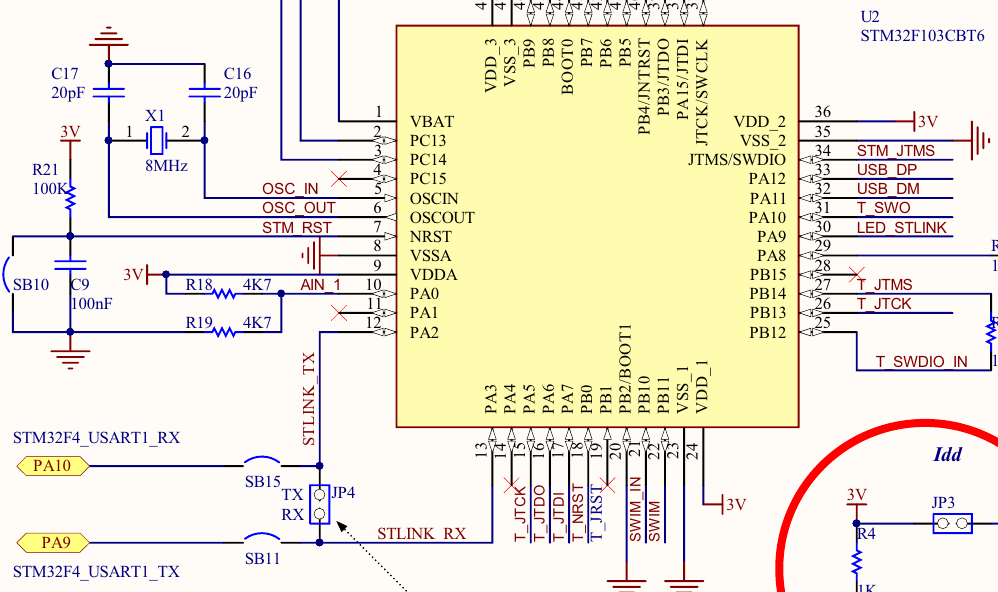 U2
STM32F103CBT6
4 4 4 4 4 4 4 4 3 3 3 3
VDD_3
VSS_3
PB9
PB8
BOOT0
PB7
PB6
PB5
PB4/JNTRST
PB3/JTDO
PA15/JTDI
JTCK/SWCLK
C17
20pF
C16
20pF
X1
1 2
8MHz
3V
R21
100K
OSC_IN
OSC_OUT
STM_RST
SB10
C9
100nF
3V
R18 4K7
AIN_1
R19 4K7
1 VBAT
2 PC13
3 PC14
4 PC15
5 OSCIN
6 OSCOUT
7 NRST
8 VSSA
9 VDDA
10 PA0
11 PA1
12 PA2
VDD_2 36 3V
VSS_2 35
JTMS/SWDIO 34 STM_JTMS
PA12 33 USB_DP
PA11 32 USB_DM
PA10 31 T_SWO
PA9 30 LED_STLINK
PA8 29
PB15 28
PB14 27 T_JTMS
PB13 26 T_JTCK
PB12 25
T_SWDIO_IN
R
1
R
1
PA3
PA4
PA5
PA6
PA7
PB0
PB1
PB2/BOOT1
PB10
PB11
VSS_1
VDD_1
13
14
15
16
17
18
19
20
21
22
23
24
T_JTCK
T_JTDO
T_JTDI
T_NRST
T_JRST
SWIM_IN
SWIM
3V
STLINK_TX
STM32F4_USART1_RX
PA10
SB15
TX
RX
JP4
STLINK_RX
PA9
SB11
STM32F4_USART1_TX
Idd
3V
JP3
R4
1K